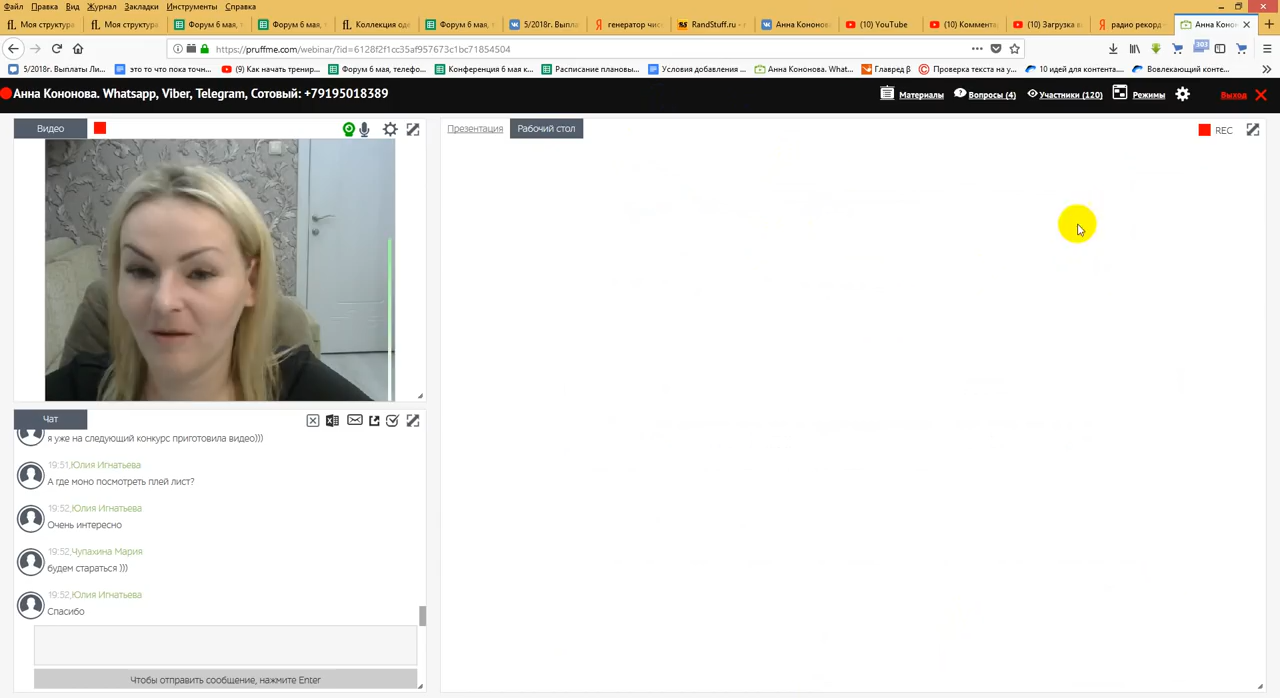 Файл Правка Вид Журнал Закладки Инструменты Справка
Моя структура
Моя структура
Форум 6 мая, т
Форум 6 мая, т
Коллекция оде
Форум 6 мая, т
5/2018г. Выпла
генератор чис
RandStuff.ru - г
Анна Кононов
(10) YouTube
(10) Коммента
(10) Загрузка в
радио рекорд
Анна Коно
https://pruffme.com/webinar/?id=6128f2f1cc35af957673c1bc71854504
393
5/2018г. Выплаты Ли...
это то что пока точн...
(9) Как начать тренир...
Форум 6 мая, телефо...
Конференция 6 мая к...
Расписание плановы...
Условия добавления ...
Анна Кононова. What...
Главред β
Проверка текста на у...
10 идей для контента...
Вовлекающий конте...
Анна Кононова. Whatsapp, Viber, Telegram, Сотовый: +79195018389
Материалы Вопросы (4) Участники (120) Режимы Выход
Видео
Презентация Рабочий стол REC
Чат
я уже на следующий конкурс приготовила видео)))
19:51,Юлия Игнатьева
А где моно посмотреть плей лист?
19:52,Юлия Игнатьева
Очень интересно
19:52,Чупахина Мария
будем стараться )))
19:52,Юлия Игнатьева
Спасибо
Чтобы отправить сообщение, нажмите Enter